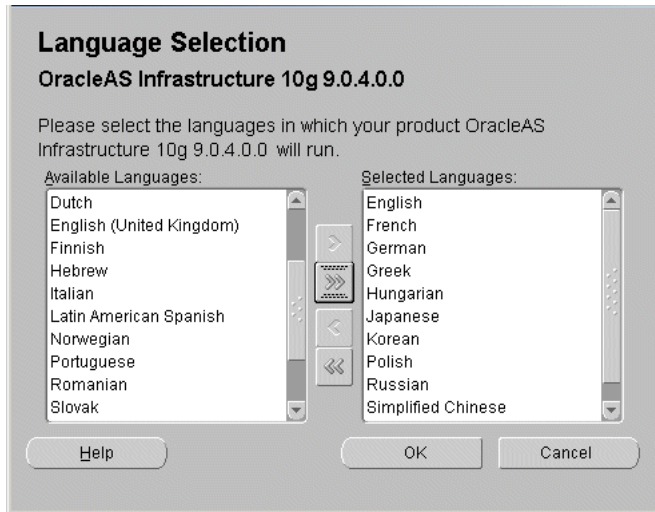 Language Selection
OracleAS Infrastructure 10g 9.0.4.0.0
Please select the languages in which your product OracleAS
Infrastructure 10g 9.0.4.0.0 will run.
Available Languages:
Dutch
English (United Kingdom)
Finnish
Hebrew
Italian
Latin American Spanish
Norwegian
Portuguese
Romanian
Slovak
Selected Languages:
English
French
German
Greek
Hungarian
Japanese
Korean
Polish
Russian
Simplified Chinese
Help
OK
Cancel